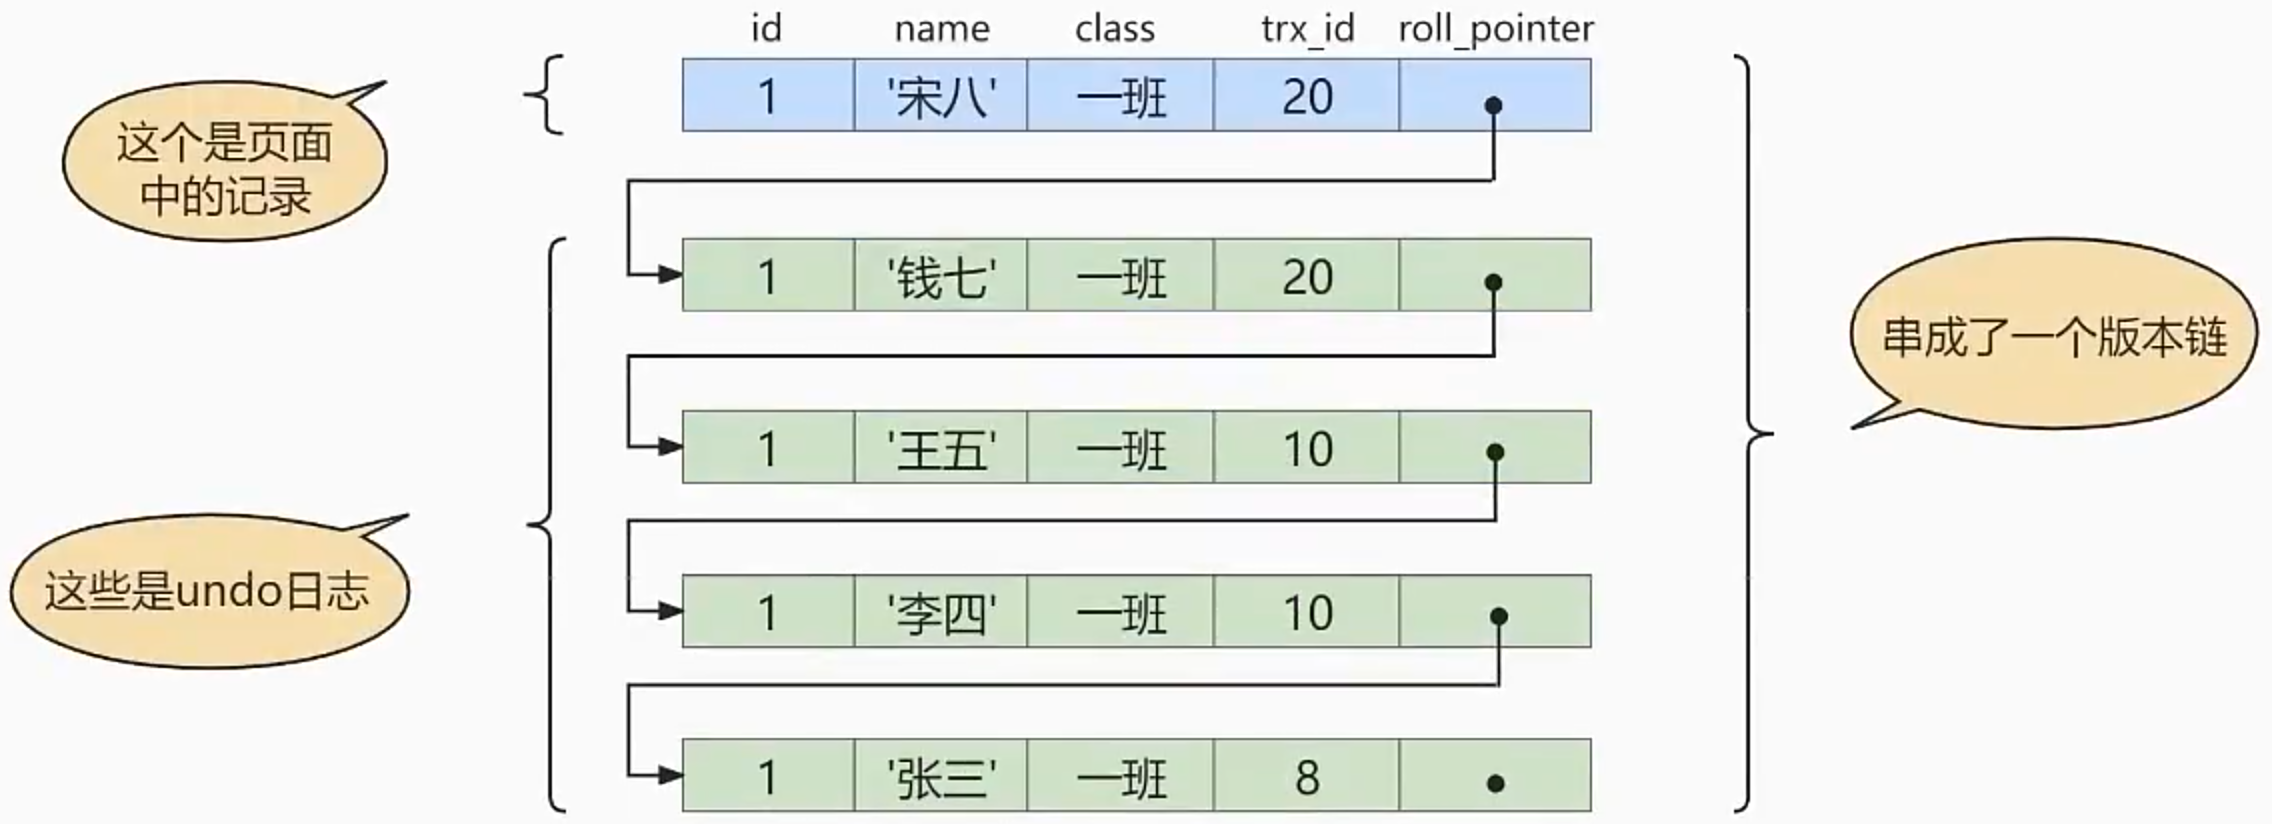 id name class trx_id roll_pointer
1 '宋八' 一班 20
这个是页面
中的记录
1 '钱七' 一班 20
串成了一个版本链
1 '王五' 一班 10
这些是undo日志
1 '李四' 一班 10
1 '张三' 一班 8